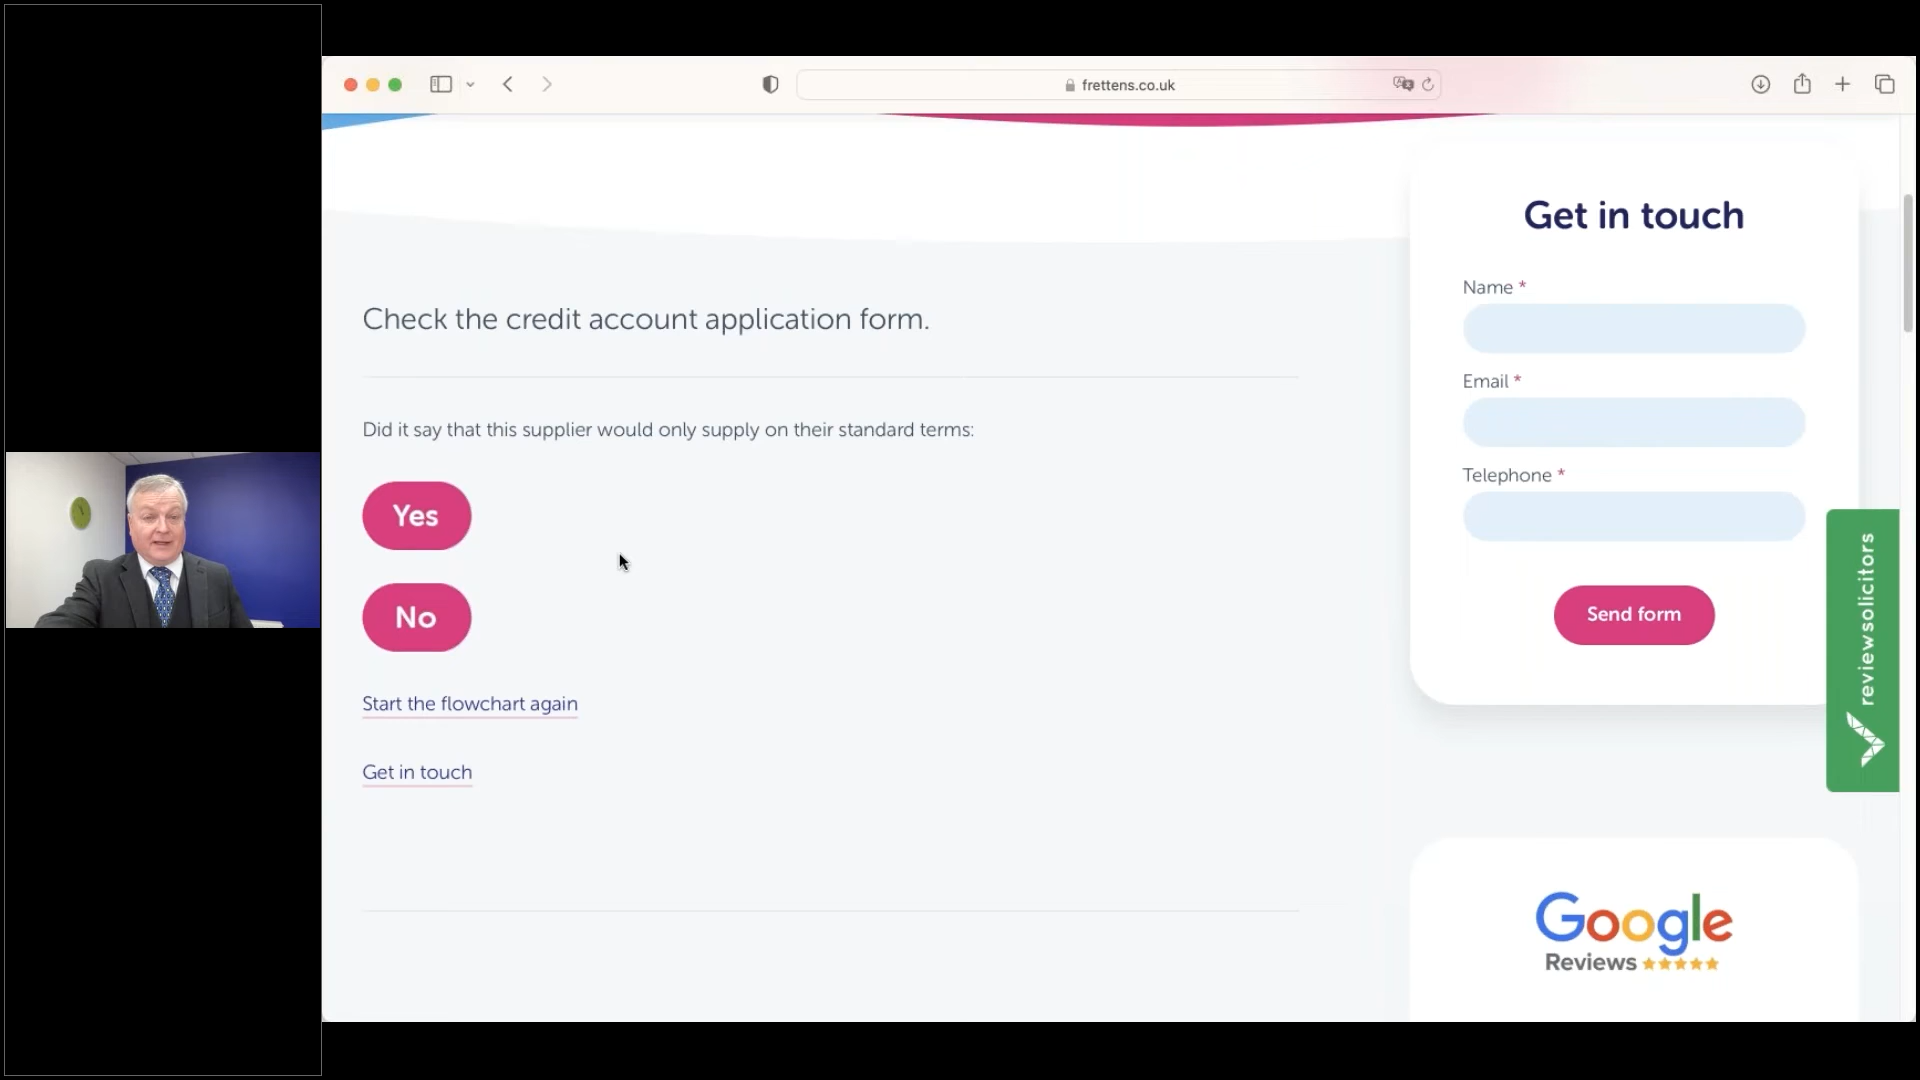 frettens.co.uk
Check the credit account application form.
Did it say that this supplier would only supply on their standard terms:
Yes
No
Start the flowchart again
Get in touch
Get in touch
Name *
Email *
Telephone *
Send form
reviewsolicitors
Google
Reviews